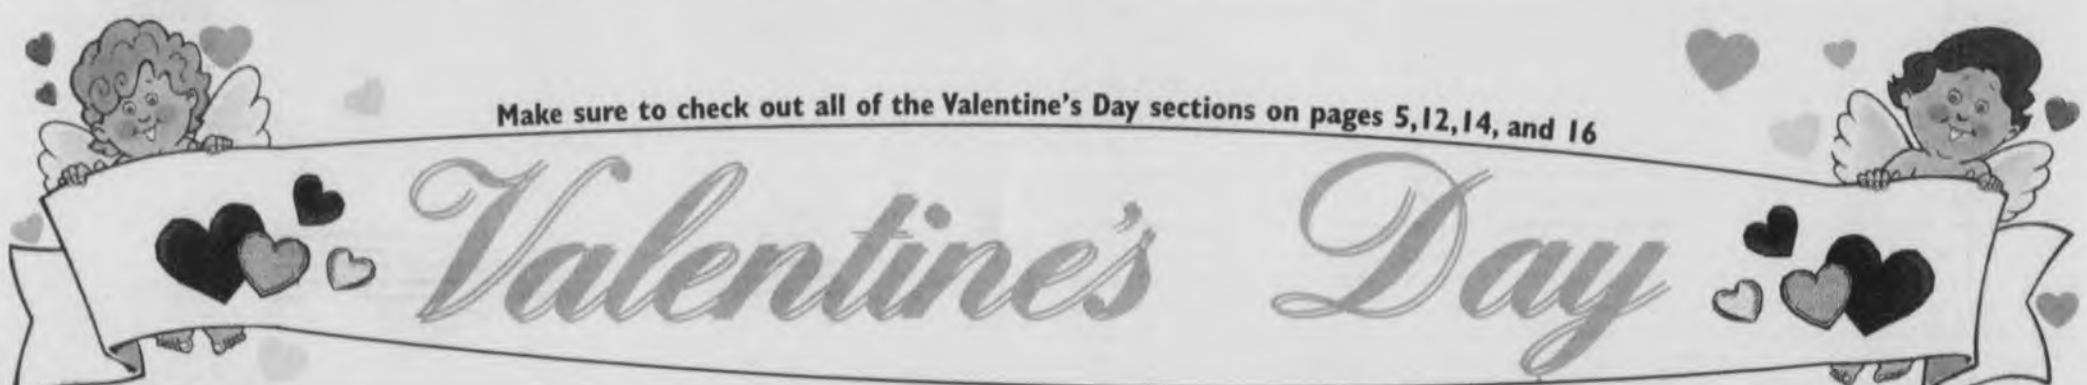 Make sure to check out all of the Valentine's Day sections on pages 5,12,14, and 16
Valentine's Day